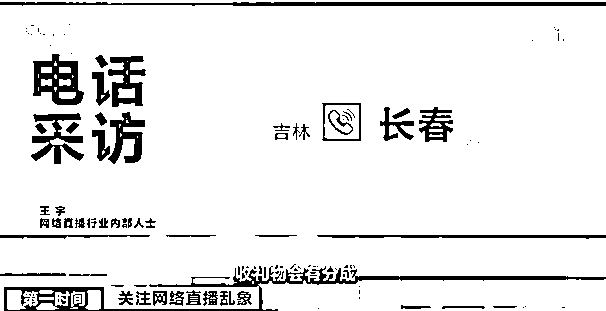 电话
采访
吉林 长春
王宇
网络直播行业内部人士
收礼物会有分成
第一时间 关注网络直播乱象